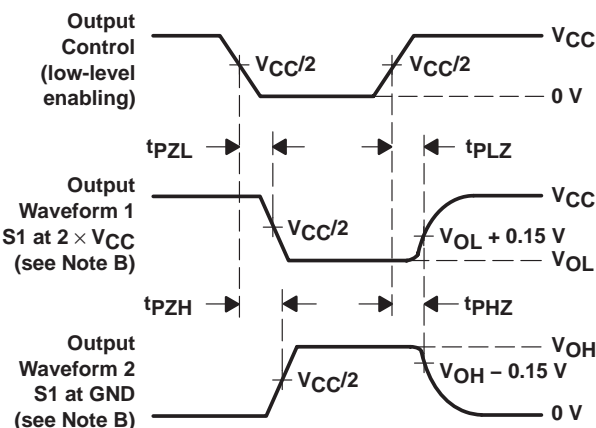 Output
Control
(low-level
enabling)
VCC/2
VCC/2
VCC
0 V
tPZL
tPLZ
Output
Waveform 1
S1 at 2 × VCC
(see Note B)
VCC/2
VCC
VOL + 0.15 V
VOL
tPZH
tPHZ
Output
Waveform 2
S1 at GND
(see Note B)
VCC/2
VOH
VOH − 0.15 V
0 V